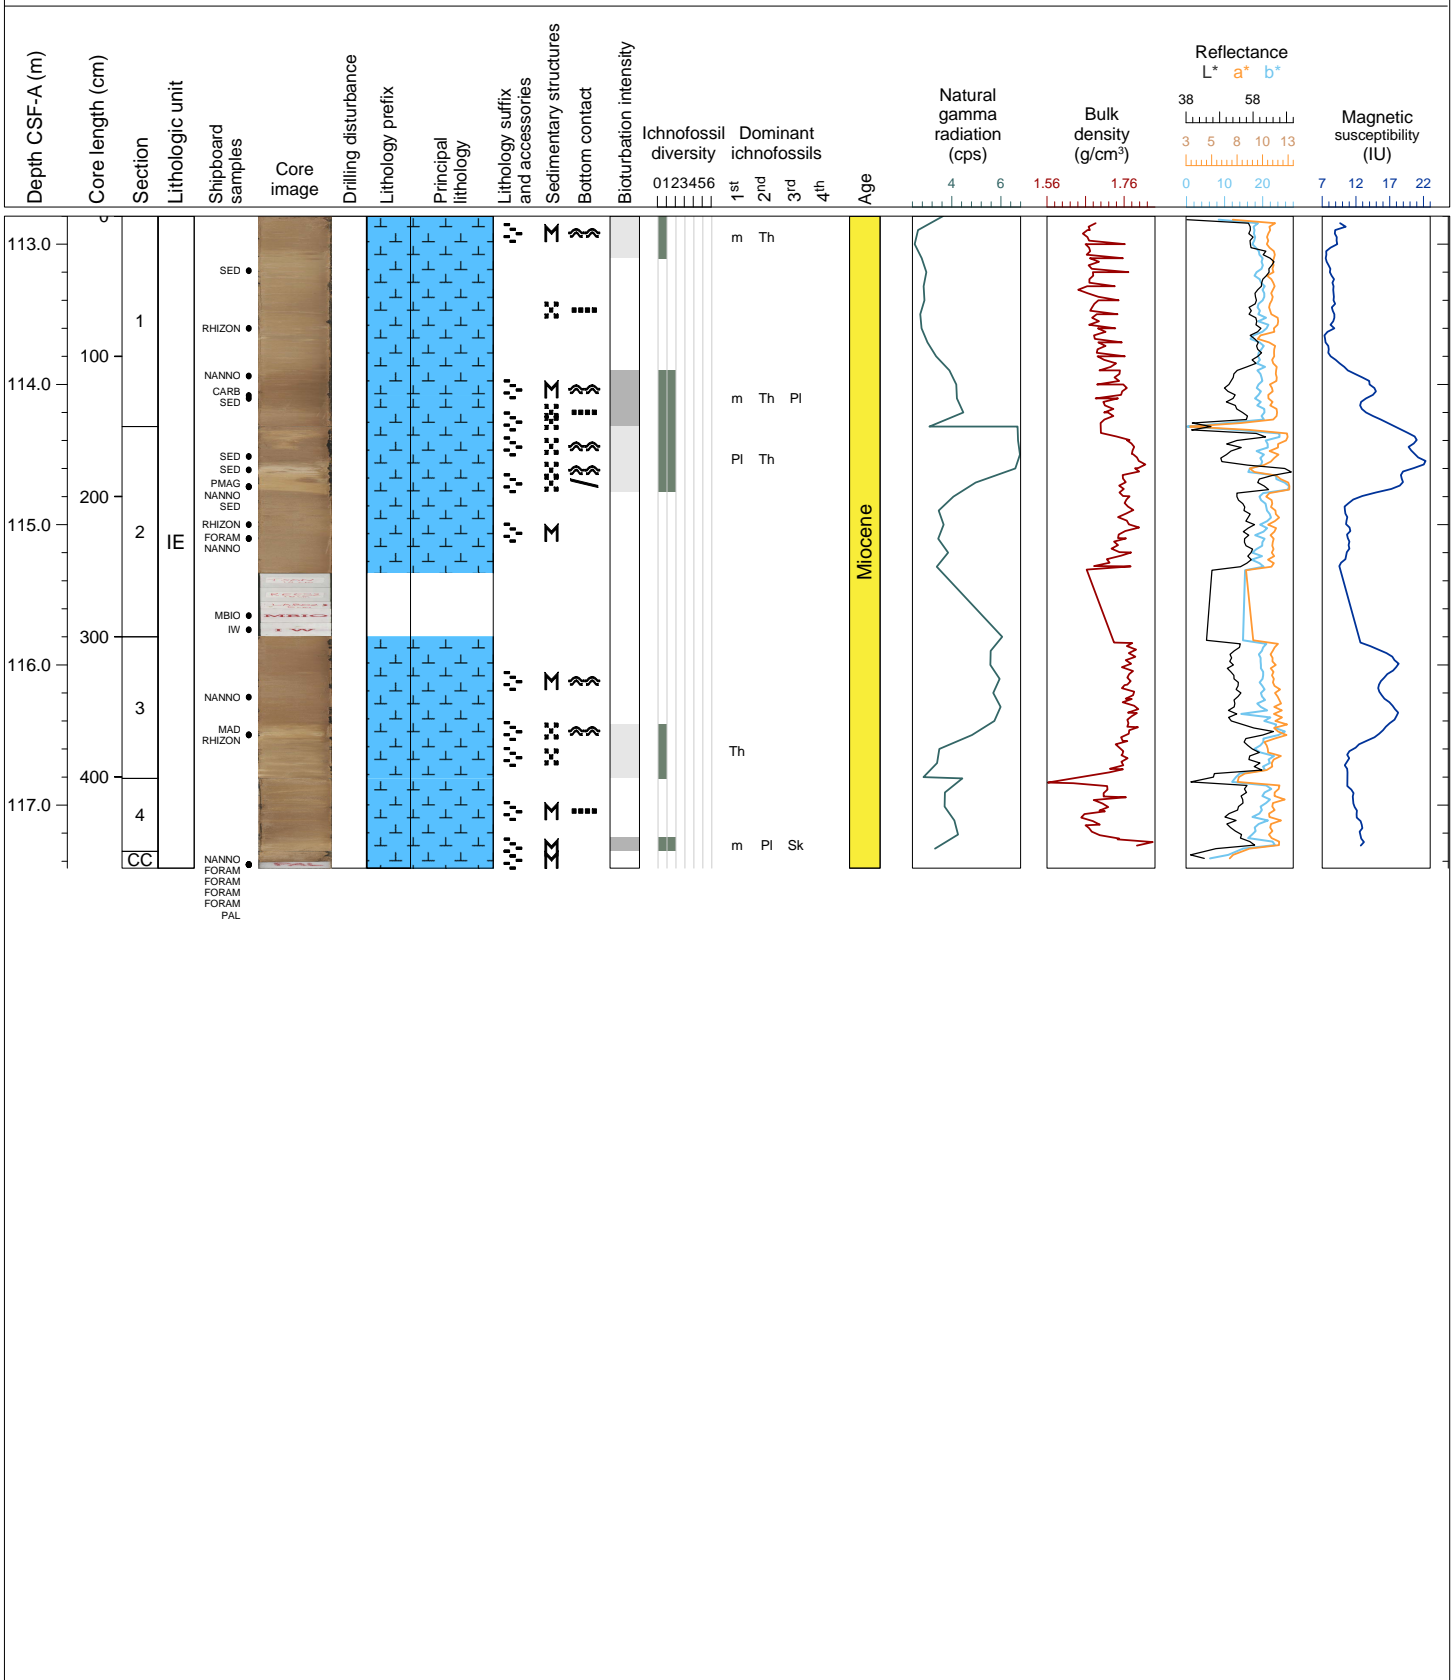 Depth CSF-A (m)
Core length (cm)
Section
Lithologic unit
Shipboard
samples
Core
image
Drilling disturbance
Lithology prefix
Principal
lithology
Lithology suffix
and accessories
Sedimentary structures
Bottom contact
Bioturbation intensity
Ichnofossil
diversity
0123456
Dominant
ichnofossils
1st
2nd
3rd
4th
Age
Natural
gamma
radiation
(cps)
4 6
Bulk
density
(g/cm³)
1.56 1.76
Reflectance
L* a* b*
38 58
3 5 8 10 13
0 10 20
Magnetic
susceptibility
(IU)
7 12 17 22
113.0
114.0
115.0
116.0
117.0
0
100
200
300
400
1
2
3
4
CC
IE
SED
RHIZON
NANNO
CARB
SED
SED
SED
PMAG
NANNO
SED
RHIZON
FORAM
NANNO
MBIO
IW
NANNO
MAD
RHIZON
NANNO
FORAM
FORAM
FORAM
FORAM
PAL
MBIO
I W
PAL
m Th
m Th Pl
Pl Th
Th
m Pl Sk
Miocene